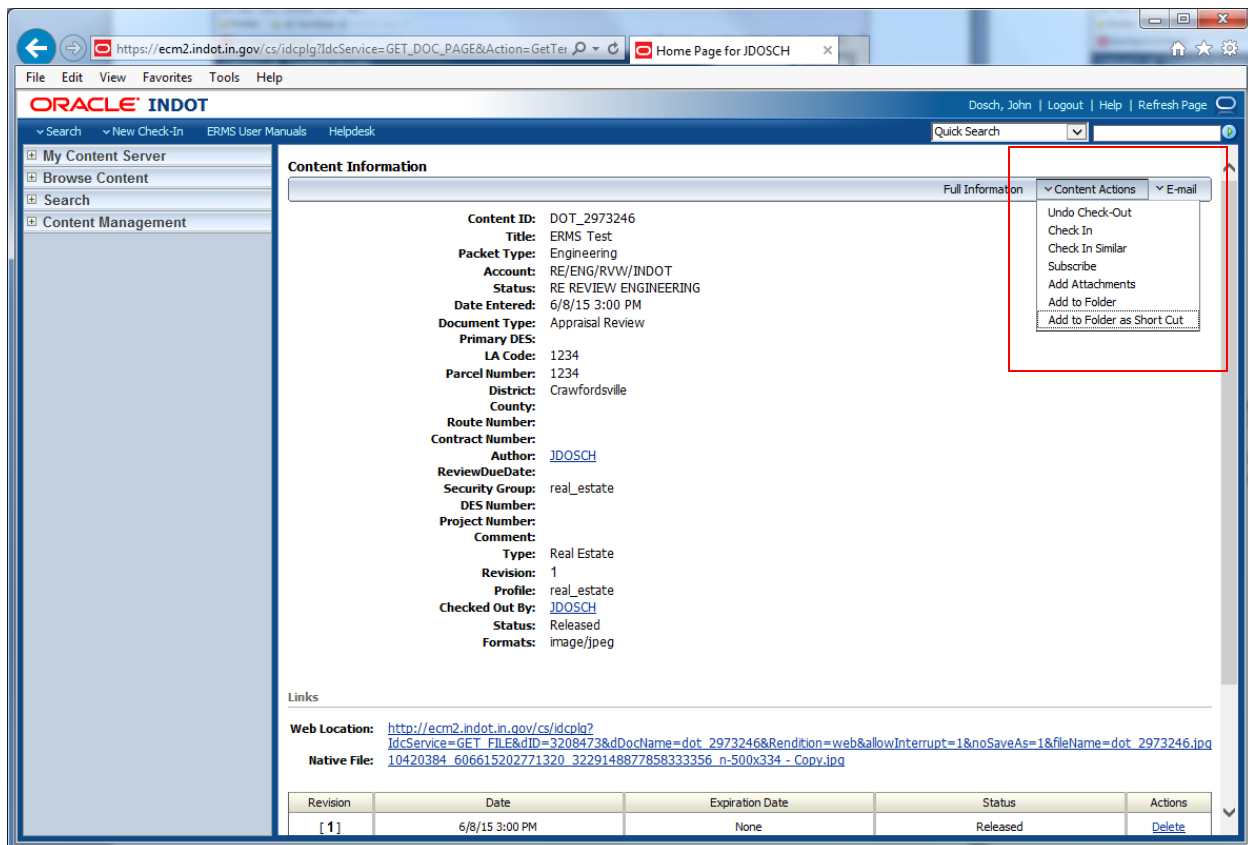 https://ecm2.indot.in.gov/cs/idcplg?IdcService=GET_DOC_PAGE&Action=GetTer
Home Page for JDOSCH
File Edit View Favorites Tools Help
ORACLE INDOT
Dosch, John | Logout | Help | Refresh Page
Search New Check-In ERMS User Manuals Helpdesk Quick Search
My Content Server
Browse Content
Search
Content Management
Content Information
Full Information Content Actions E-mail
Undo Check-Out
Check In
Check In Similar
Subscribe
Add Attachments
Add to Folder
Add to Folder as Short Cut
Content ID: DOT_2973246
Title: ERMS Test
Packet Type: Engineering
Account: RE/ENG/RVW/INDOT
Status: RE REVIEW ENGINEERING
Date Entered: 6/8/15 3:00 PM
Document Type: Appraisal Review
Primary DES:
LA Code: 1234
Parcel Number: 1234
District: Crawfordsville
County:
Route Number:
Contract Number:
Author: JDOSCH
ReviewDueDate:
Security Group: real_estate
DES Number:
Project Number:
Comment:
Type: Real Estate
Revision: 1
Profile: real_estate
Checked Out By: JDOSCH
Status: Released
Formats: image/jpeg
Links
Web Location: http://ecm2.indot.in.gov/cs/idcplg?
IdcService=GET_FILE&dID=3208473&dDocName=dot_2973246&Rendition=web&allowInterrupt=1&noSaveAs=1&fileName=dot_2973246.jpg
Native File: 10420384_606615202771320_3229148877858333356_n-500x334 - Copy.jpg
Revision Date Expiration Date Status Actions
[ 1 ] 6/8/15 3:00 PM None Released Delete